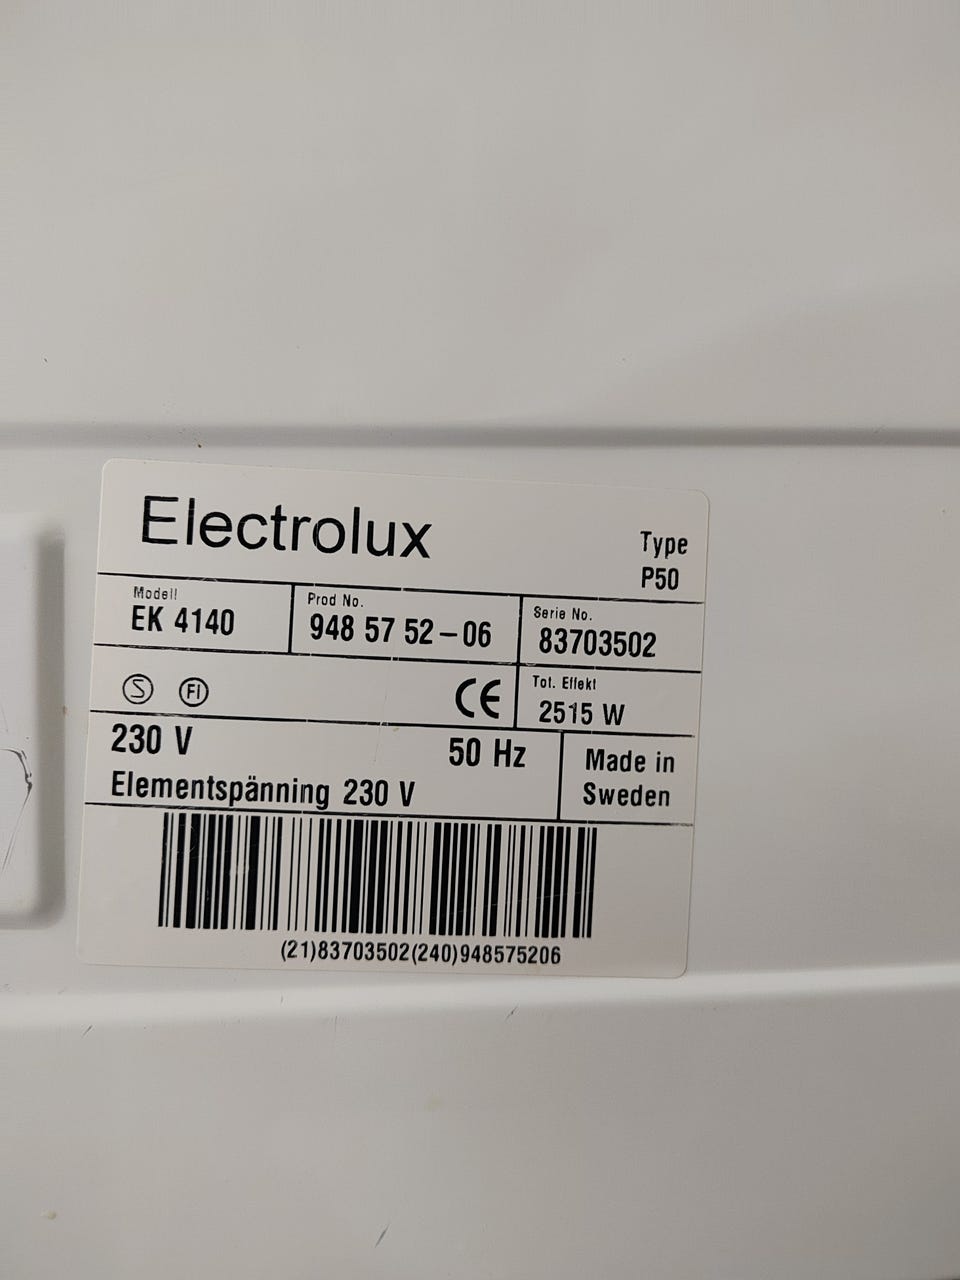 Electrolux
Type
P50
Modell
EK 4140
Prod No.
948 57 52-06
Serie No.
83703502
S FI CE
Tot. Effekt
2515 W
230 V 50 Hz
Elementspänning 230 V
Made in
Sweden
(21)83703502(240)948575206